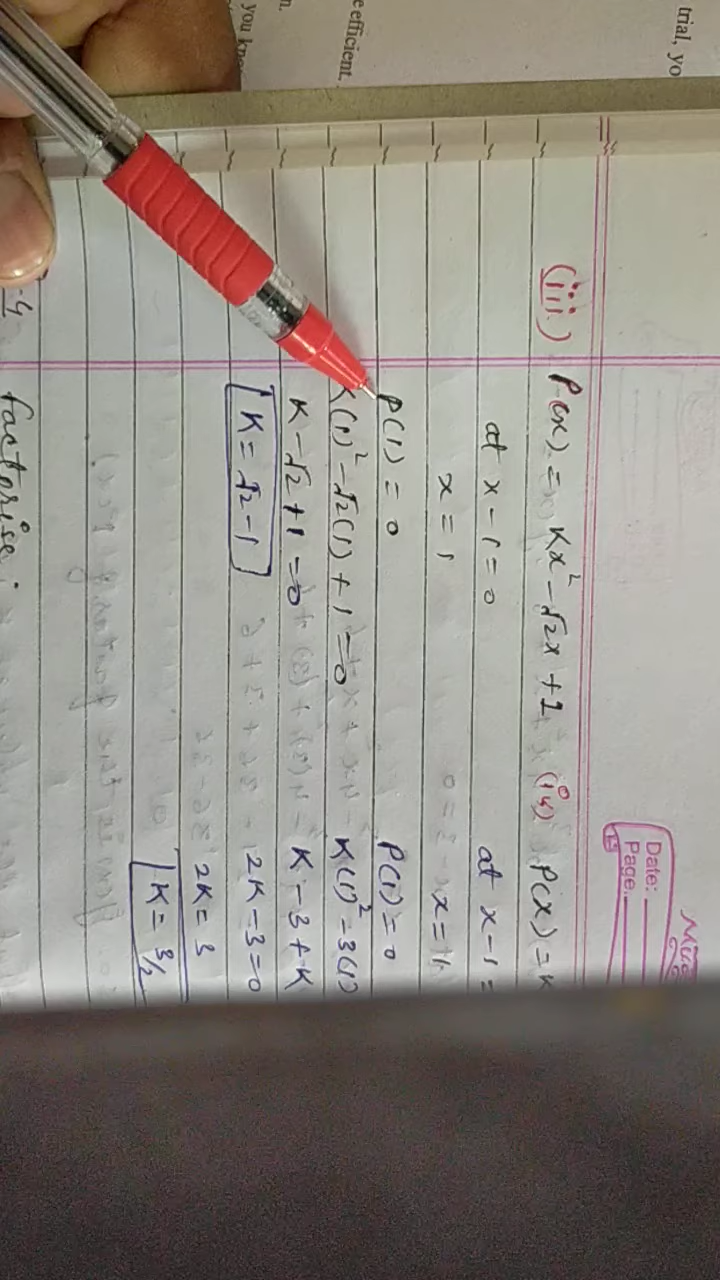 trial, yo
e efficient.
n.
you kno
Date:
Page.
(iii) P(x) = Kx² - √2x + 1
at x - 1 = 0
x = 1
P(1) = 0
K(1)² - √2(1) + 1 = 0
K - √2 + 1 = 0
K = √2 - 1
(iv) P(x) = K
at x - 1 =
x = 1
P(1) = 0
K(1)² - 3(1)
K - 3 + K
2K - 3 = 0
2K = 3
K = 3/2
-4 factorise: